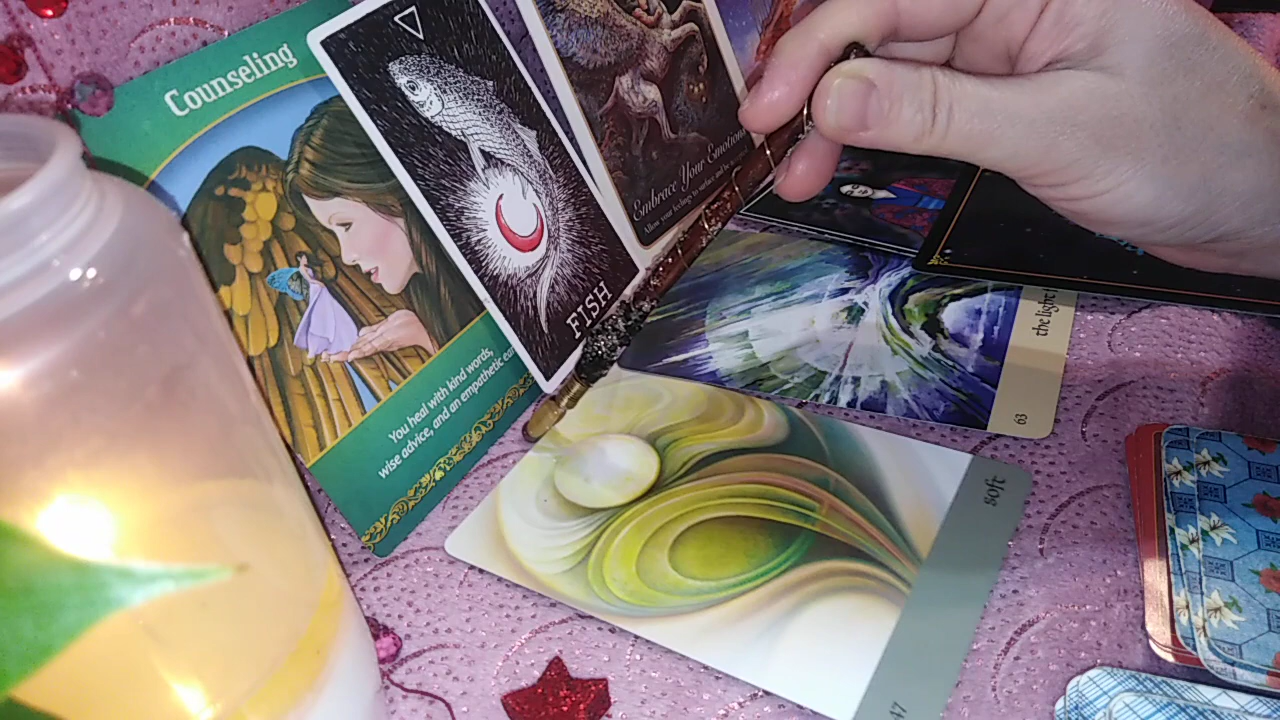 Counseling
You heal with kind words,
wise advice, and an empathetic
FISH
Embrace Your Emotions
Allow your feelings to surface and be
the light
63
soft
47